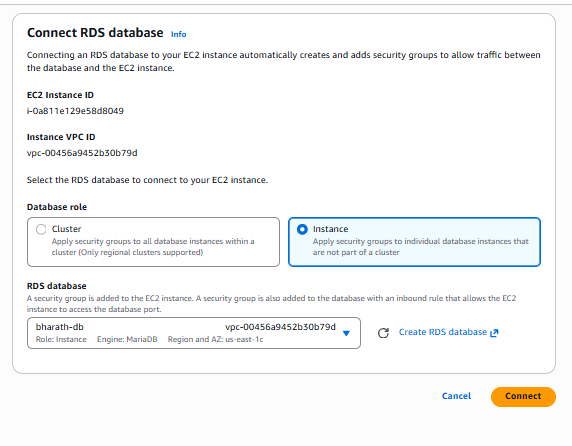 Connect RDS database Info
Connecting an RDS database to your EC2 instance automatically creates and adds security groups to allow traffic between
the database and the EC2 instance.
EC2 Instance ID
i-0a811e129e58d8049
Instance VPC ID
vpc-00456a9452b30b79d
Select the RDS database to connect to your EC2 instance.
Database role
Cluster
Apply security groups to all database instances within a
cluster (Only regional clusters supported)
Instance
Apply security groups to individual database instances that
are not part of a cluster
RDS database
A security group is added to the EC2 instance. A security group is also added to the database with an inbound rule that allows the EC2
instance to access the database port.
bharath-db vpc-00456a9452b30b79d
Role: Instance Engine: MariaDB Region and AZ: us-east-1c
Create RDS database
Cancel Connect